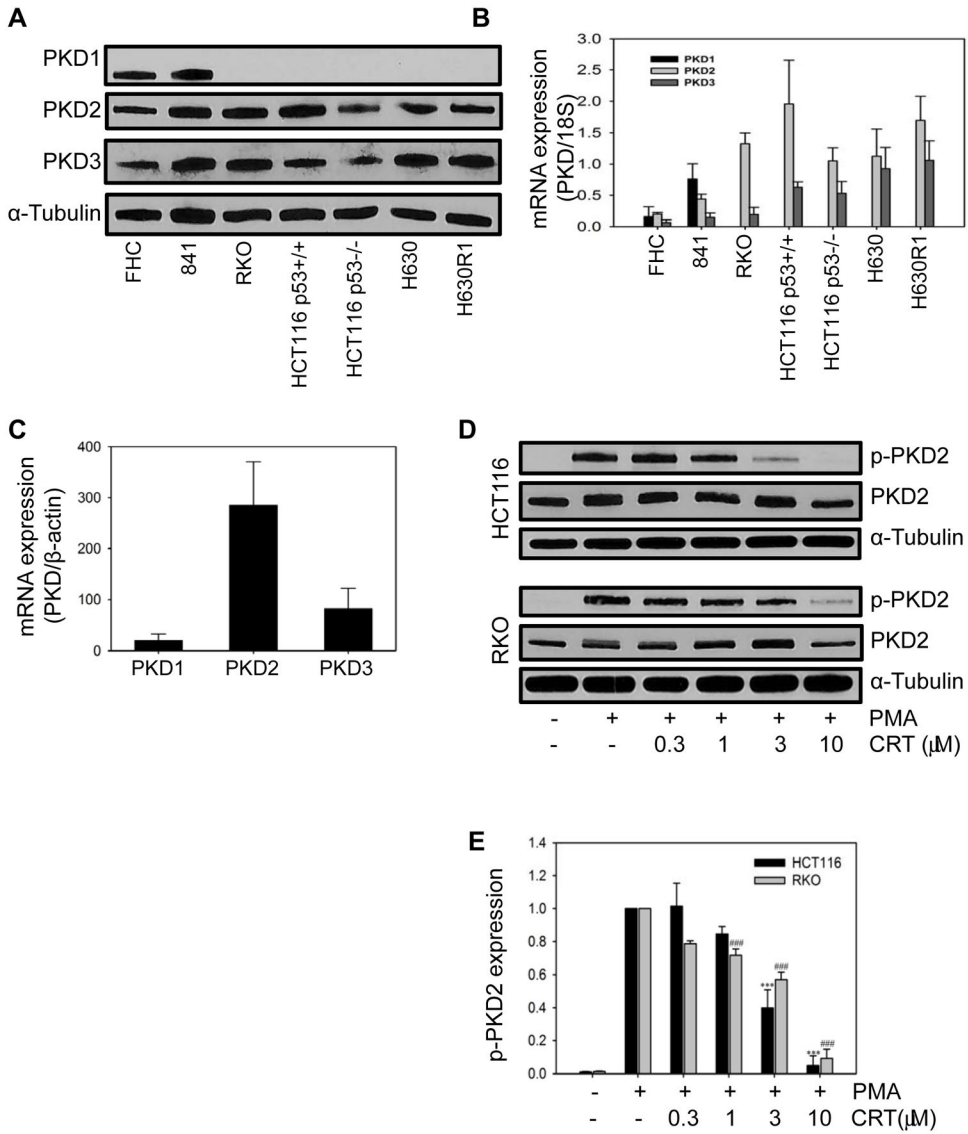 A
PKD1
PKD2
PKD3
α-Tubulin
FHC
841
RKO
HCT116 p53+/+
HCT116 p53-/-
H630
H630R1
B
mRNA expression
(PKD/18S)
3.0
2.5
2.0
1.5
1.0
0.5
0.0
PKD1
PKD2
PKD3
FHC
841
RKO
HCT116 p53+/+
HCT116 p53-/-
H630
H630R1
C
mRNA expression
(PKD/β-actin)
400
300
200
100
0
PKD1 PKD2 PKD3
D
HCT116
p-PKD2
PKD2
α-Tubulin
RKO
p-PKD2
PKD2
α-Tubulin
- + + + + + PMA
- - 0.3 1 3 10 CRT (μM)
E
p-PKD2 expression
1.4
1.2
1.0
0.8
0.6
0.4
0.2
0.0
HCT116
RKO
###
*** ###
*** ###
- + + + + + PMA
- - 0.3 1 3 10 CRT(μM)